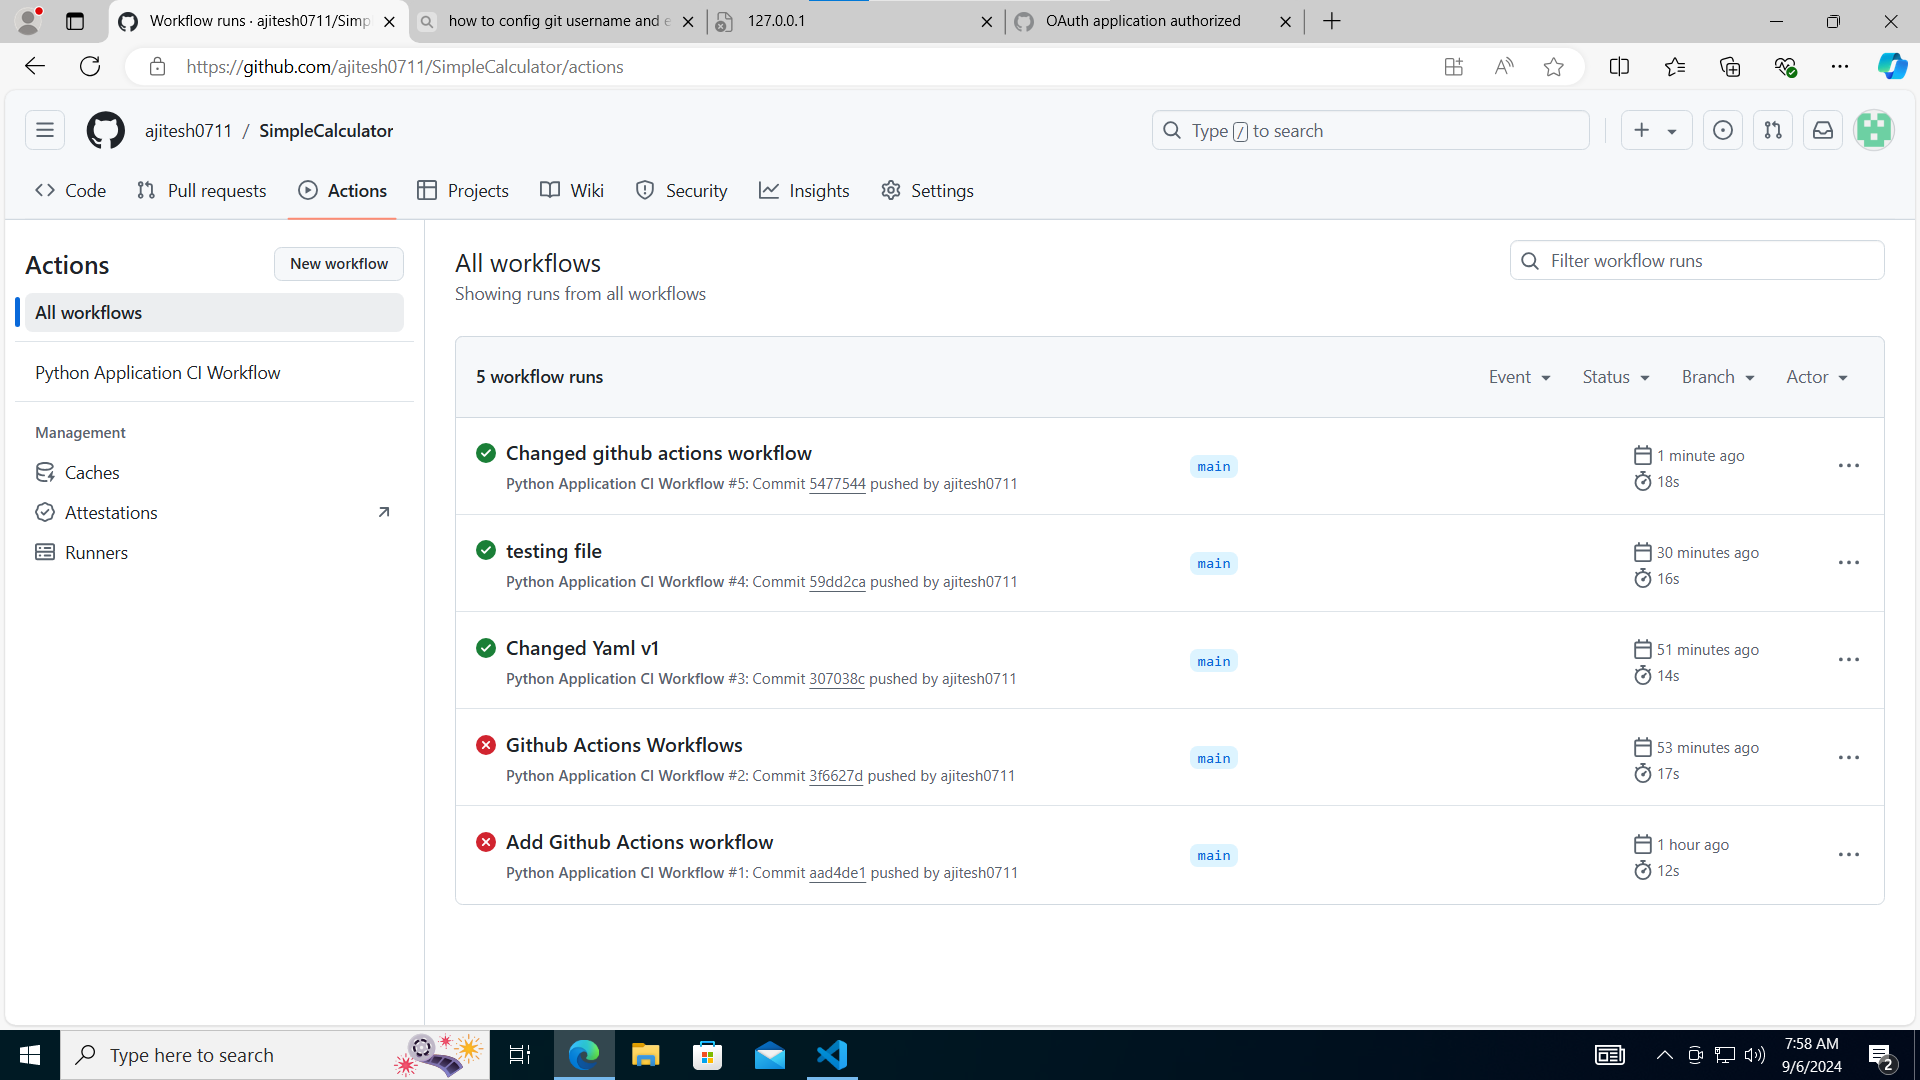 Workflow runs · ajitesh0711/Simp
how to config git username and e
127.0.0.1
OAuth application authorized
https://github.com/ajitesh0711/SimpleCalculator/actions
ajitesh0711 / SimpleCalculator
Type / to search
Code
Pull requests
Actions
Projects
Wiki
Security
Insights
Settings
Actions
New workflow
All workflows
Python Application CI Workflow
Management
Caches
Attestations
Runners
All workflows
Showing runs from all workflows
Filter workflow runs
5 workflow runs
Event
Status
Branch
Actor
Changed github actions workflow
Python Application CI Workflow #5: Commit 5477544 pushed by ajitesh0711
main
1 minute ago
18s
testing file
Python Application CI Workflow #4: Commit 59dd2ca pushed by ajitesh0711
main
30 minutes ago
16s
Changed Yaml v1
Python Application CI Workflow #3: Commit 307038c pushed by ajitesh0711
main
51 minutes ago
14s
Github Actions Workflows
Python Application CI Workflow #2: Commit 3f6627d pushed by ajitesh0711
main
53 minutes ago
17s
Add Github Actions workflow
Python Application CI Workflow #1: Commit aad4de1 pushed by ajitesh0711
main
1 hour ago
12s
Type here to search
7:58 AM
9/6/2024
2